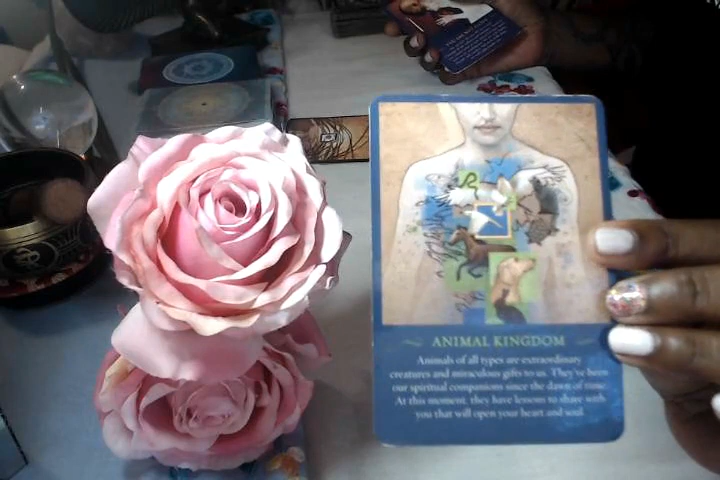 ANIMAL KINGDOM
Animals of all types are extraordinary
creatures and miraculous gifts to us. They've been
our spiritual companions since the dawn of time.
At this moment, they have lessons to share with
you that will open your heart and soul.